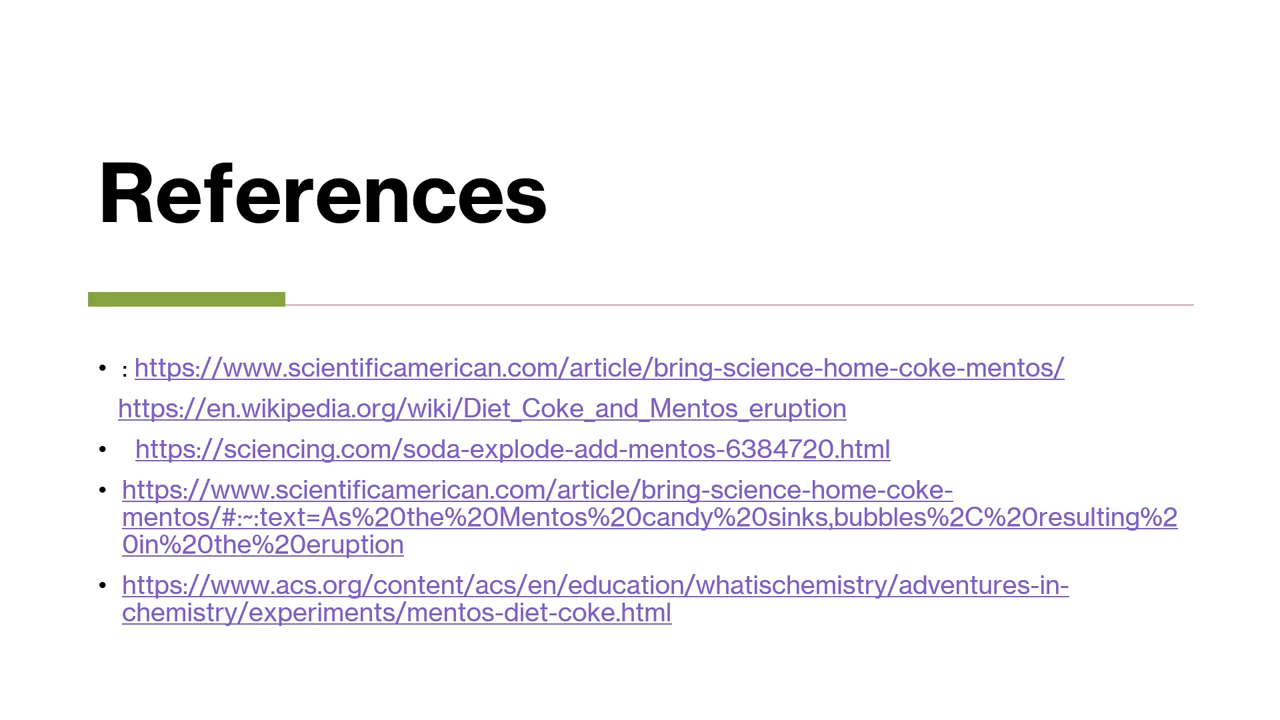 References
• : https://www.scientificamerican.com/article/bring-science-home-coke-mentos/
https://en.wikipedia.org/wiki/Diet_Coke_and_Mentos_eruption
• https://sciencing.com/soda-explode-add-mentos-6384720.html
• https://www.scientificamerican.com/article/bring-science-home-coke-
mentos/#:~:text=As%20the%20Mentos%20candy%20sinks,bubbles%2C%20resulting%2
0in%20the%20eruption
• https://www.acs.org/content/acs/en/education/whatischemistry/adventures-in-
chemistry/experiments/mentos-diet-coke.html